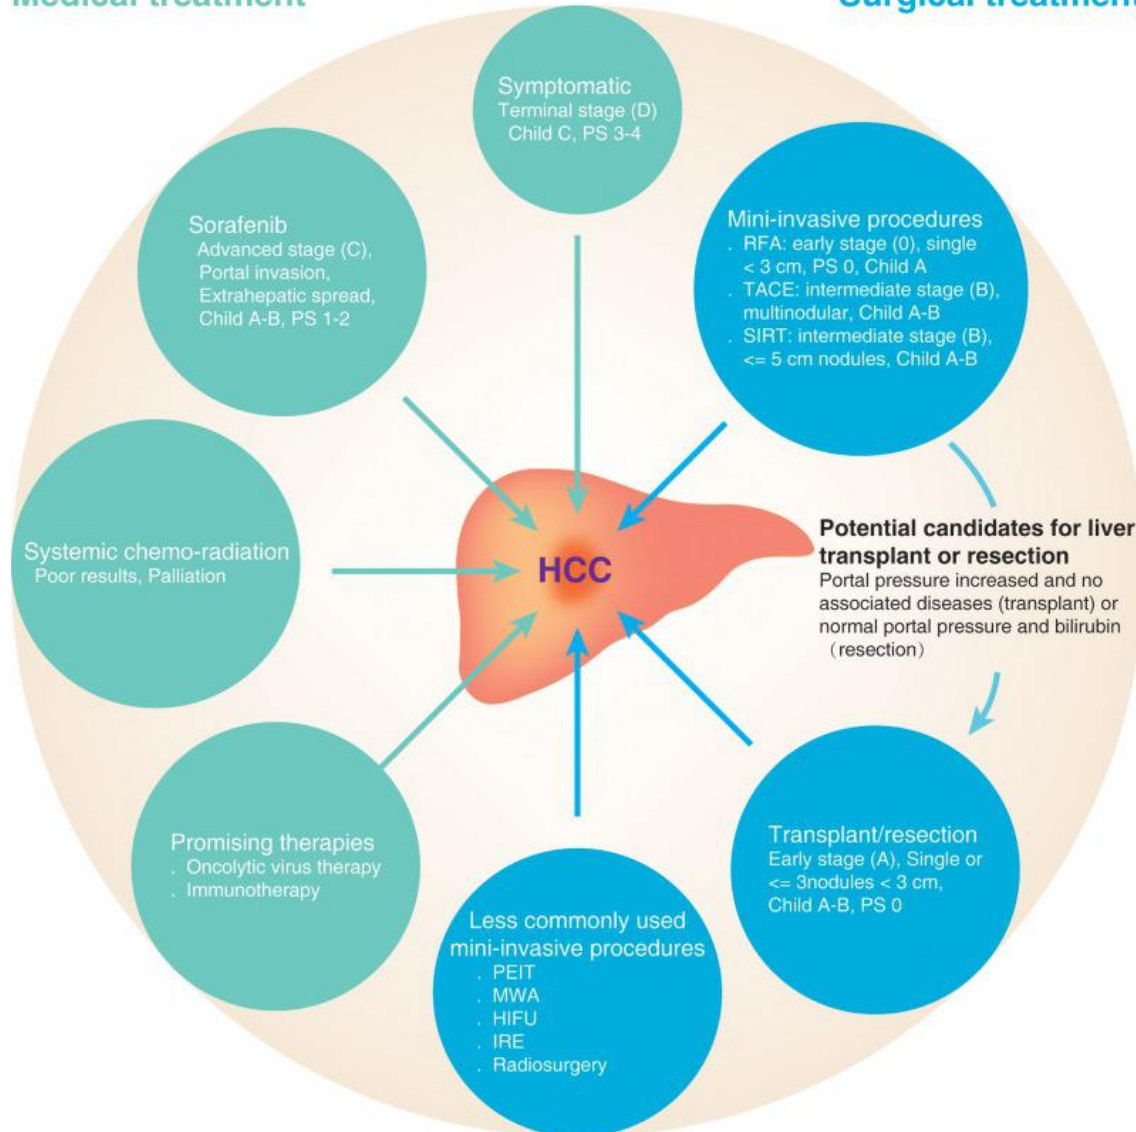 Medical treatment
Surgical treatment
Symptomatic
Terminal stage (D)
Child C, PS 3-4
Sorafenib
Advanced stage (C),
Portal invasion,
Extrahepatic spread,
Child A-B, PS 1-2
Mini-invasive procedures
. RFA: early stage (0), single
< 3 cm, PS 0, Child A
. TACE: intermediate stage (B),
multinodular, Child A-B
. SIRT: intermediate stage (B),
<= 5 cm nodules, Child A-B
Systemic chemo-radiation
Poor results, Palliation
HCC
Potential candidates for liver
transplant or resection
Portal pressure increased and no
associated diseases (transplant) or
normal portal pressure and bilirubin
（resection）
Promising therapies
. Oncolytic virus therapy
. Immunotherapy
Transplant/resection
Early stage (A), Single or
<= 3nodules < 3 cm,
Child A-B, PS 0
Less commonly used
mini-invasive procedures
. PEIT
. MWA
. HIFU
. IRE
. Radiosurgery